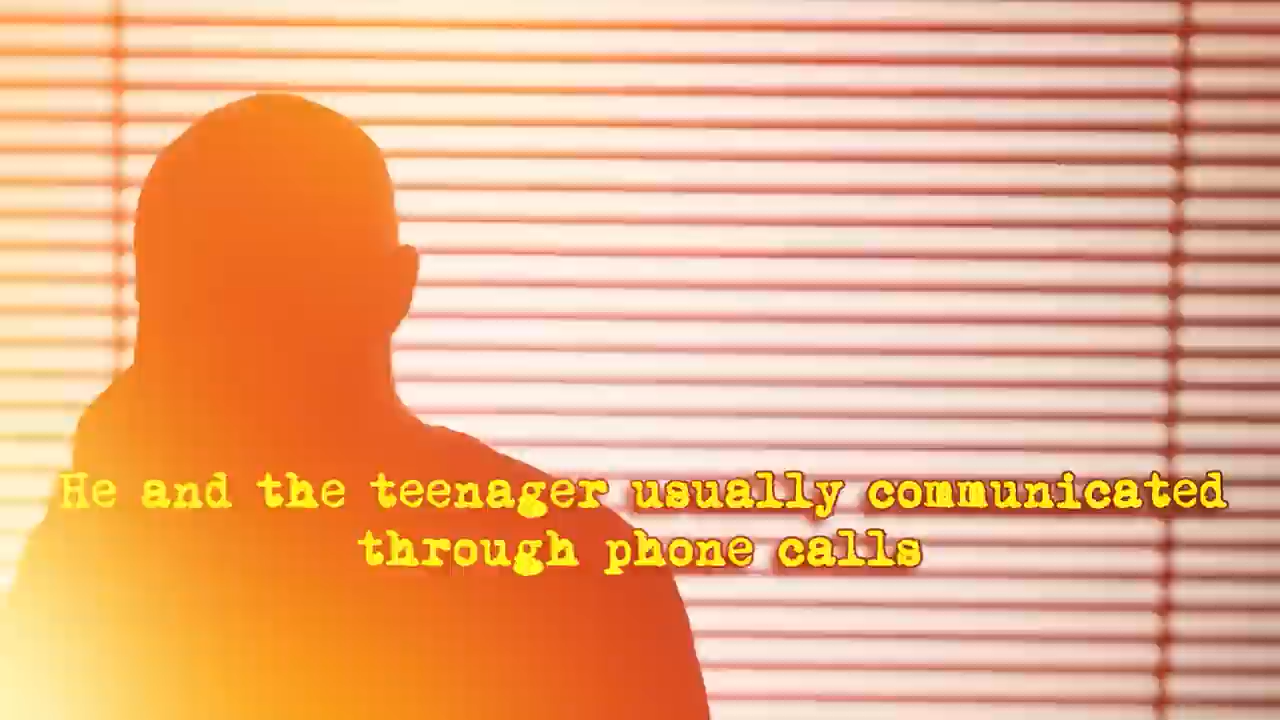 He and the teenager usually communicated
through phone calls